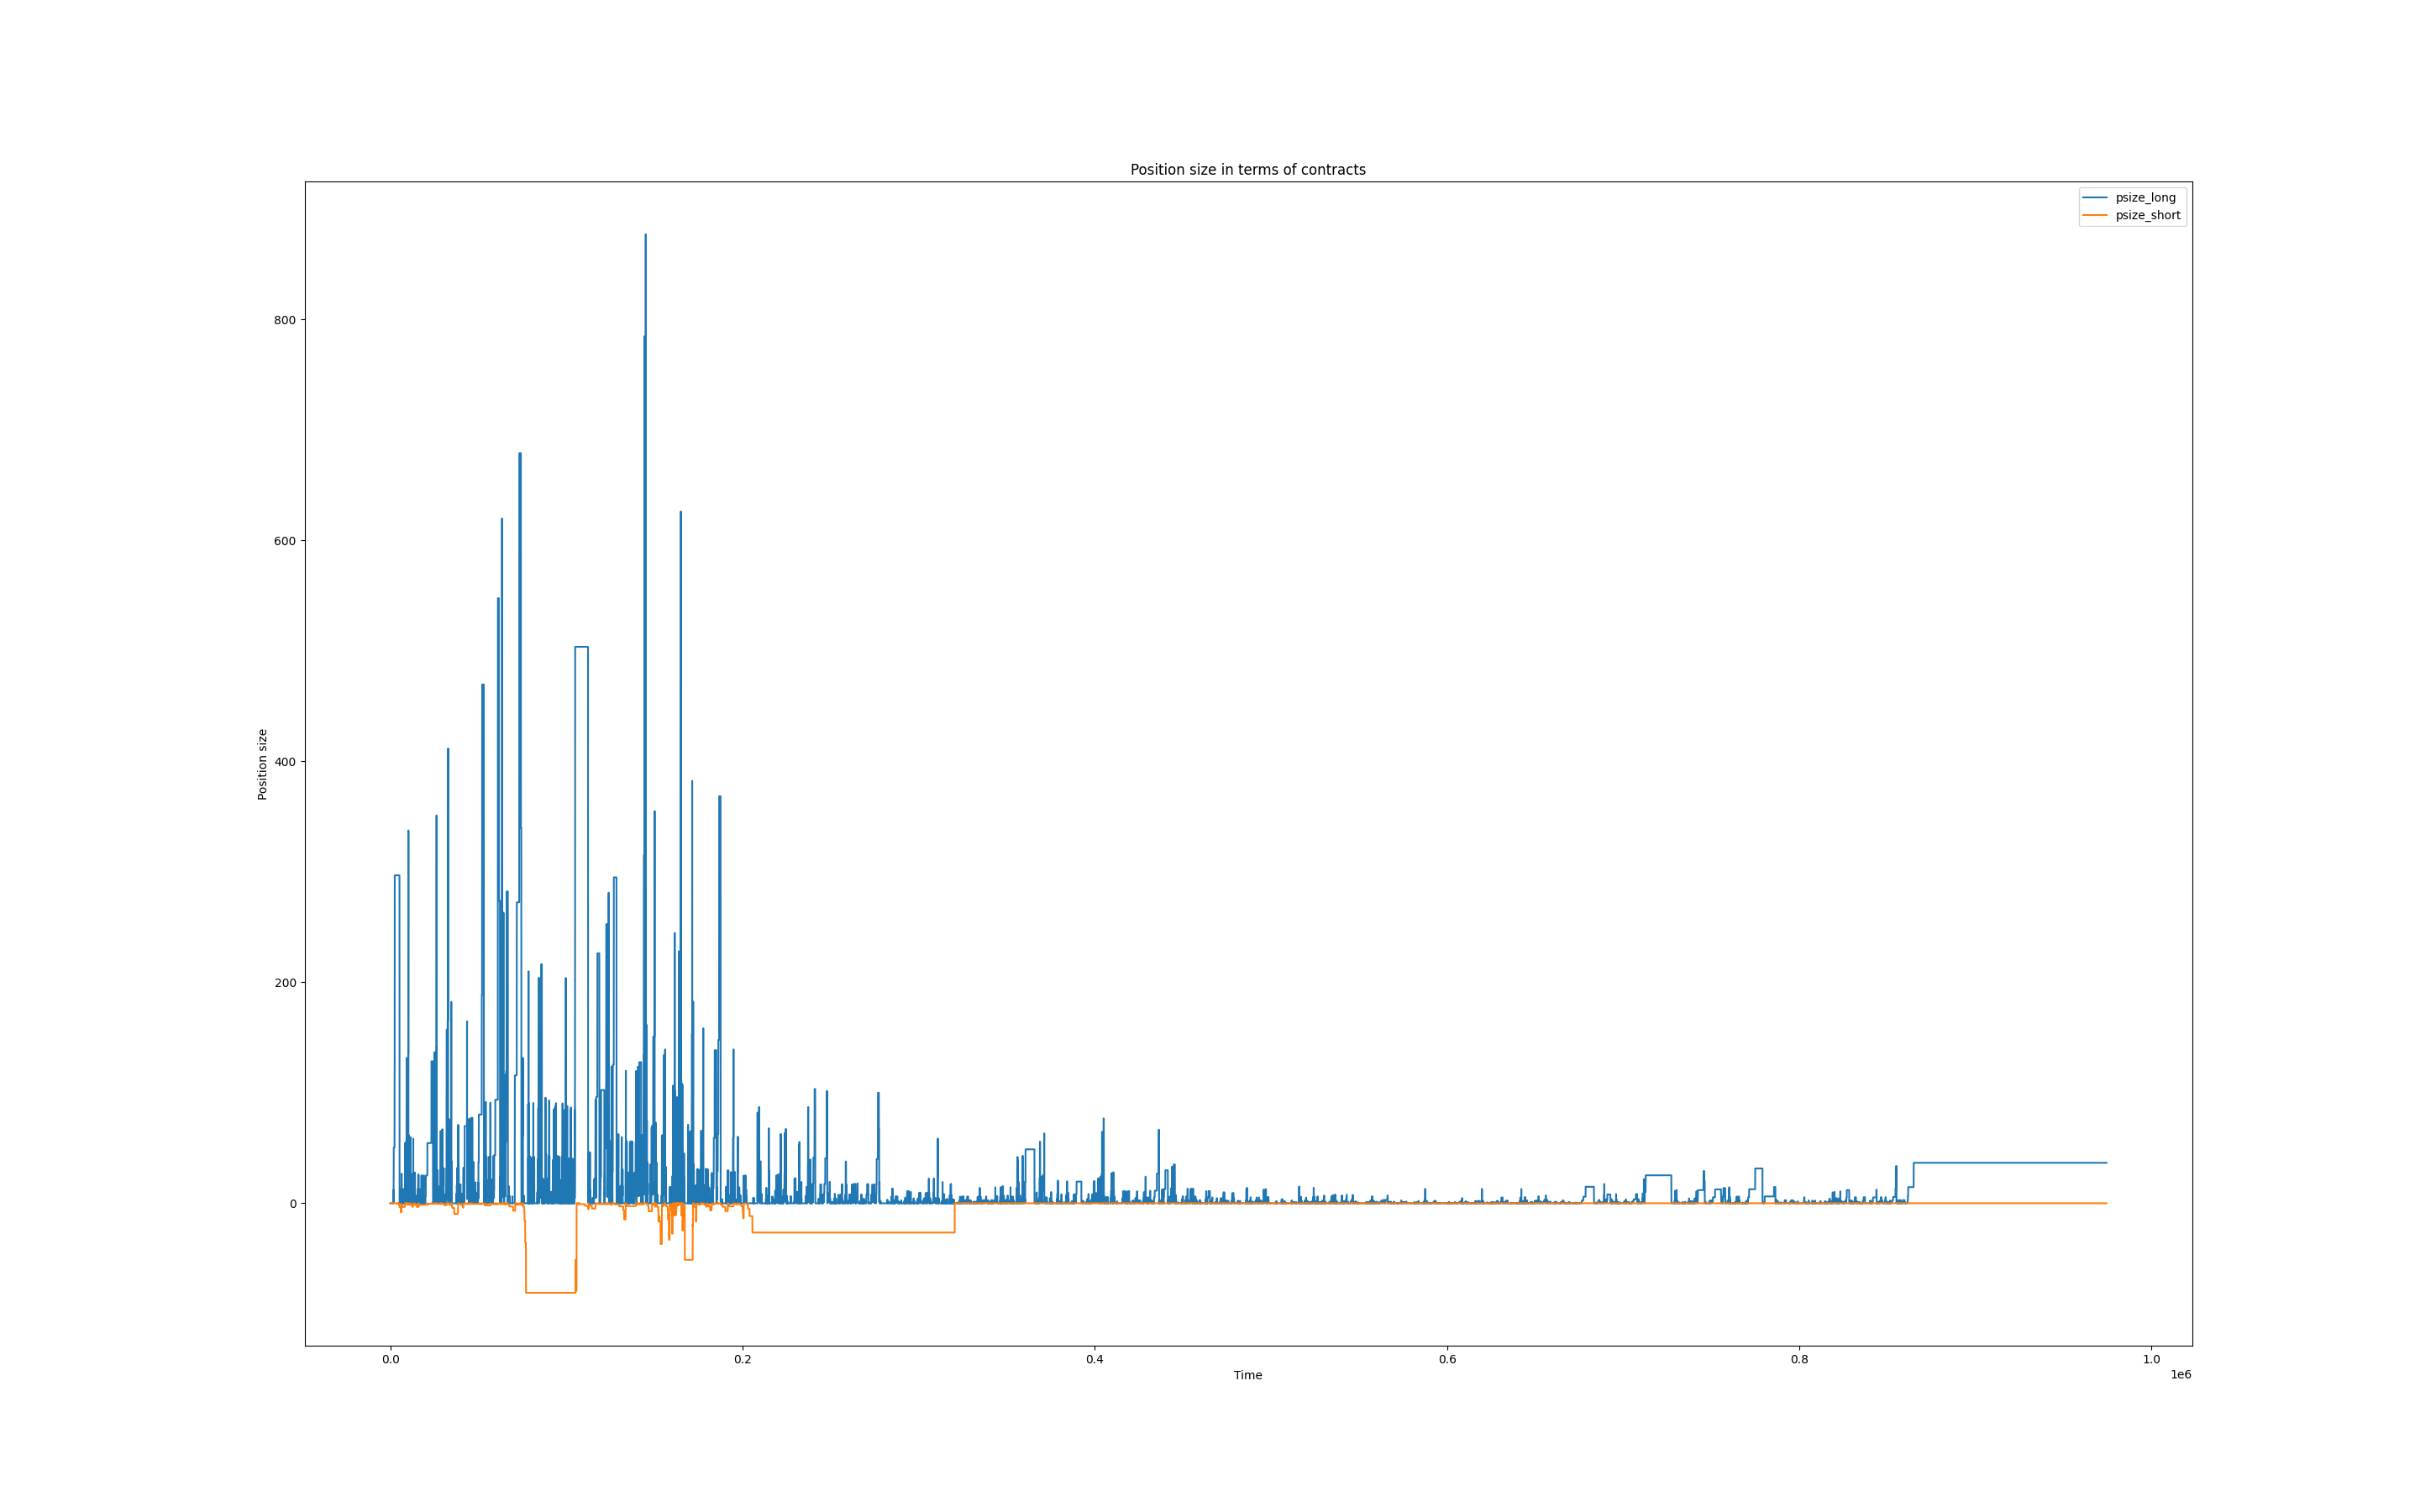 Position size in terms of contracts
psize_long
psize_short
Position size
800
600
400
200
0
0.0 0.2 0.4 0.6 0.8 1.0
Time
1e6